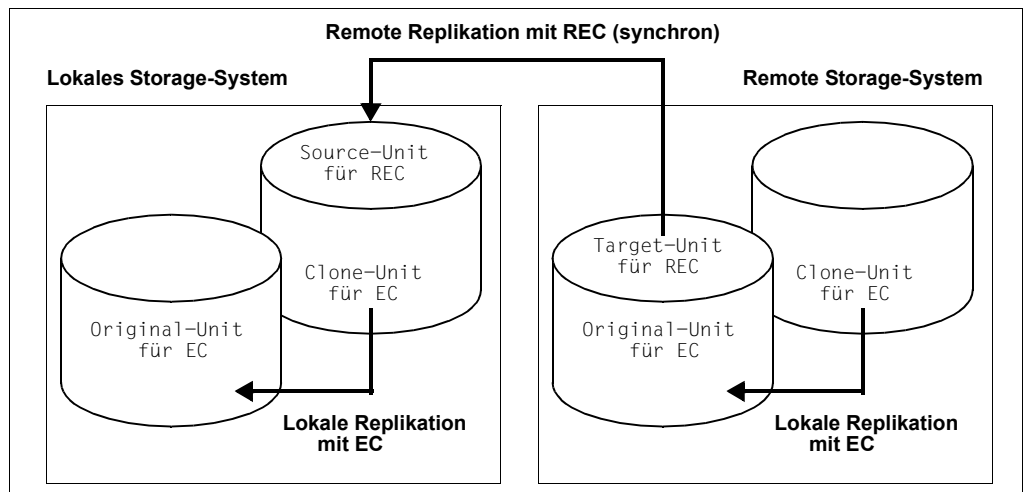 Remote Replikation mit REC (synchron)
Lokales Storage-System
Remote Storage-System
Source-Unit
für REC
Clone-Unit
für EC
Original-Unit
für EC
Lokale Replikation
mit EC
Target-Unit
für REC
Original-Unit
für EC
Clone-Unit
für EC
Lokale Replikation
mit EC